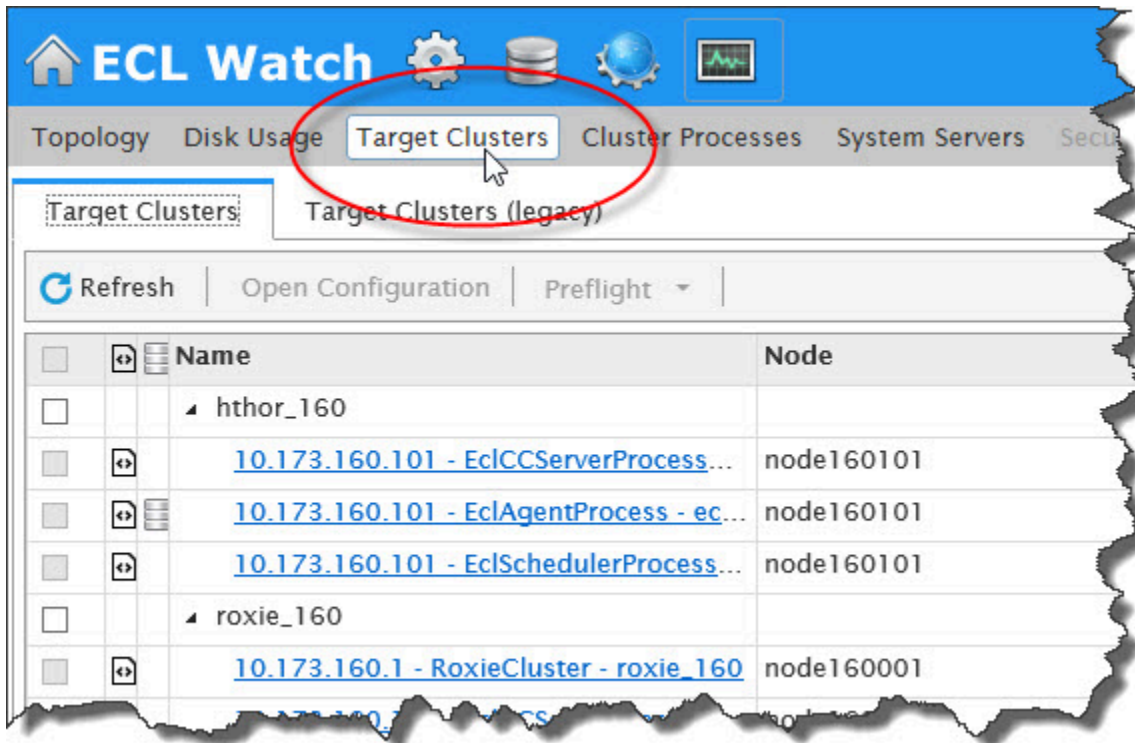 ECL Watch
Topology Disk Usage Target Clusters Cluster Processes System Servers Secu
Target Clusters Target Clusters (legacy)
Refresh Open Configuration Preflight
Name Node
hthor_160
10.173.160.101 - EclCCServerProcess... node160101
10.173.160.101 - EclAgentProcess - ec... node160101
10.173.160.101 - EclSchedulerProcess... node160101
roxie_160
10.173.160.1 - RoxieCluster - roxie_160 node160001